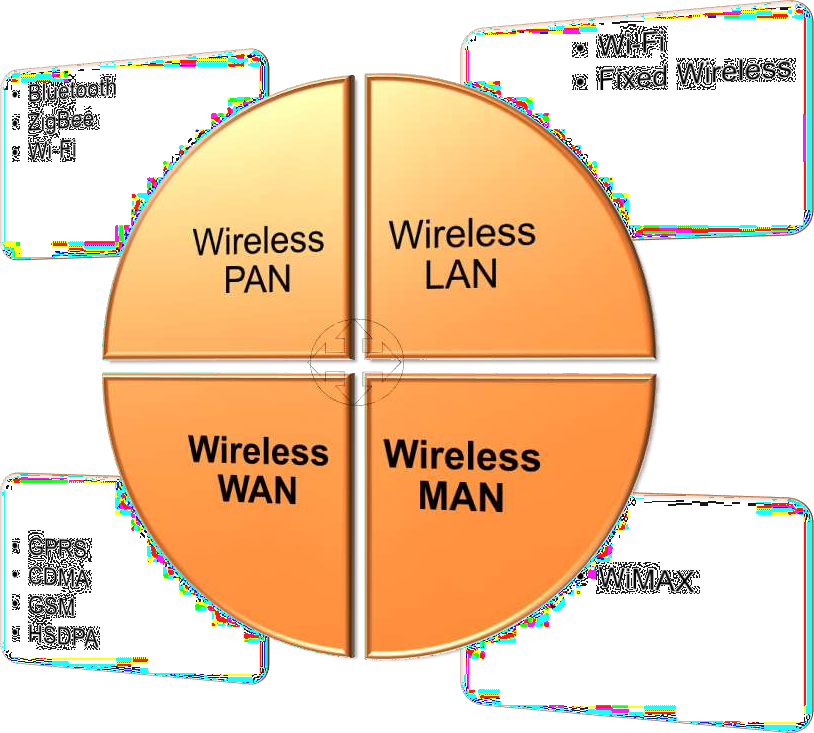 Bluetooth
ZigBee
Wi-Fi
Wi-Fi
Fixed Wireless
Wireless
PAN
Wireless
LAN
Wireless
WAN
Wireless
MAN
GPRS
CDMA
GSM
HSDPA
WiMAX